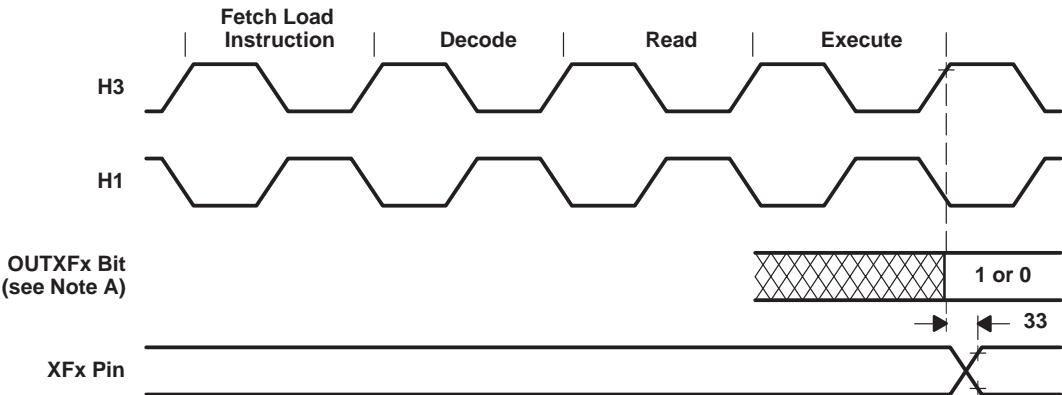 Fetch Load
Instruction
Decode
Read
Execute
H3
H1
OUTXFx Bit
(see Note A)
1 or 0
33
XFx Pin